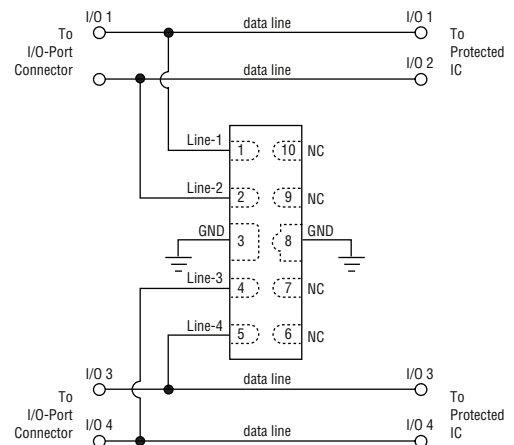 I/O 1
data line
I/O 1
To
I/O-Port
Connector
To
Protected
IC
data line
I/O 2
Line-1
1
10
NC
Line-2
2
9
NC
GND
3
8
GND
Line-3
4
7
NC
Line-4
5
6
NC
I/O 3
data line
I/O 3
To
I/O-Port
Connector
To
Protected
IC
I/O 4
data line
I/O 4